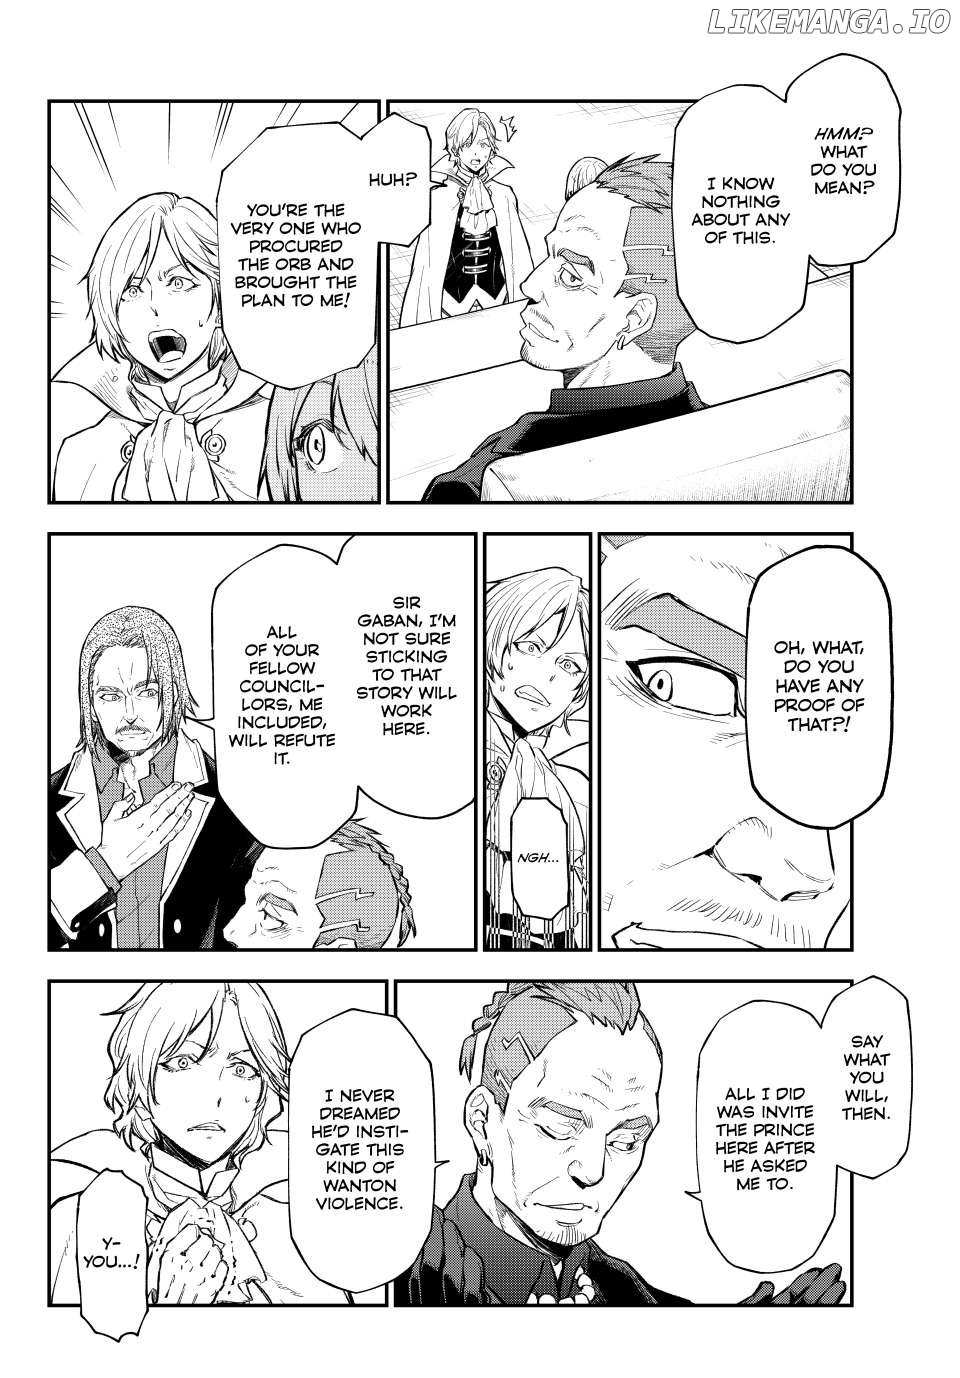 LIKEMANGA.IO
HMM?
WHAT
DO YOU
MEAN?
I KNOW
NOTHING
ABOUT ANY
OF THIS.
HUH?
YOU'RE THE
VERY ONE WHO
PROCURED
THE ORB AND
BROUGHT THE
PLAN TO ME!
OH, WHAT,
DO YOU
HAVE ANY
PROOF OF
THAT?!
NGH...
SIR
GABAN, I'M
NOT SURE
STICKING
TO THAT
STORY WILL
WORK
HERE.
ALL
OF YOUR
FELLOW
COUNCIL-
LORS, ME
INCLUDED,
WILL REFUTE
IT.
SAY
WHAT
YOU
WILL,
THEN.
ALL I DID
WAS INVITE
THE PRINCE
HERE AFTER
HE ASKED
ME TO.
I NEVER
DREAMED
HE'D INSTI-
GATE THIS
KIND OF
WANTON
VIOLENCE.
Y-
YOU...!